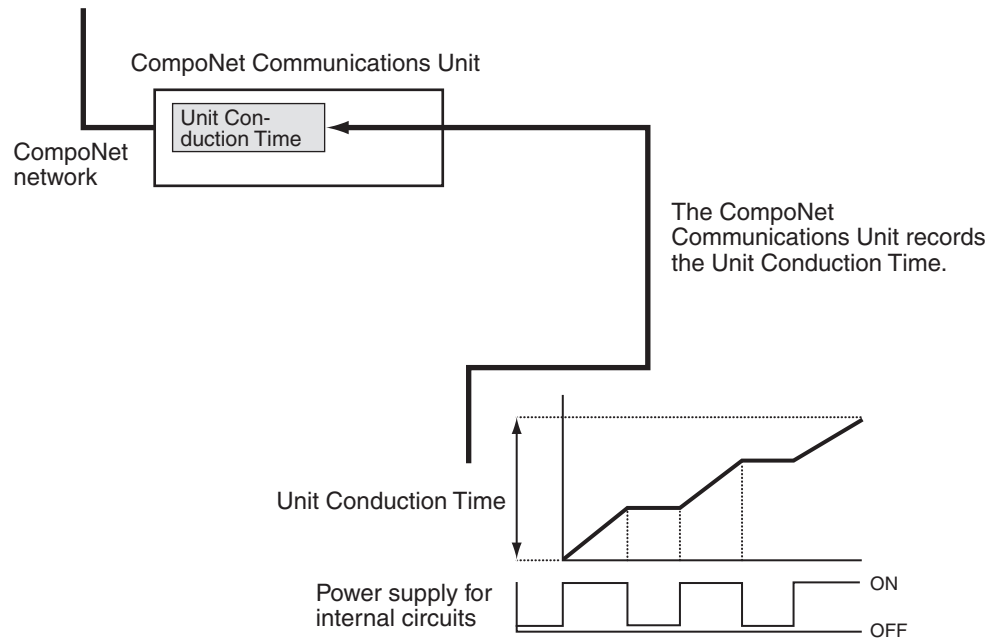 CompoNet Communications Unit
Unit Con-
duction Time
CompoNet
network
The CompoNet
Communications Unit records
the Unit Conduction Time.
Unit Conduction Time
Power supply for
internal circuits
ON
OFF